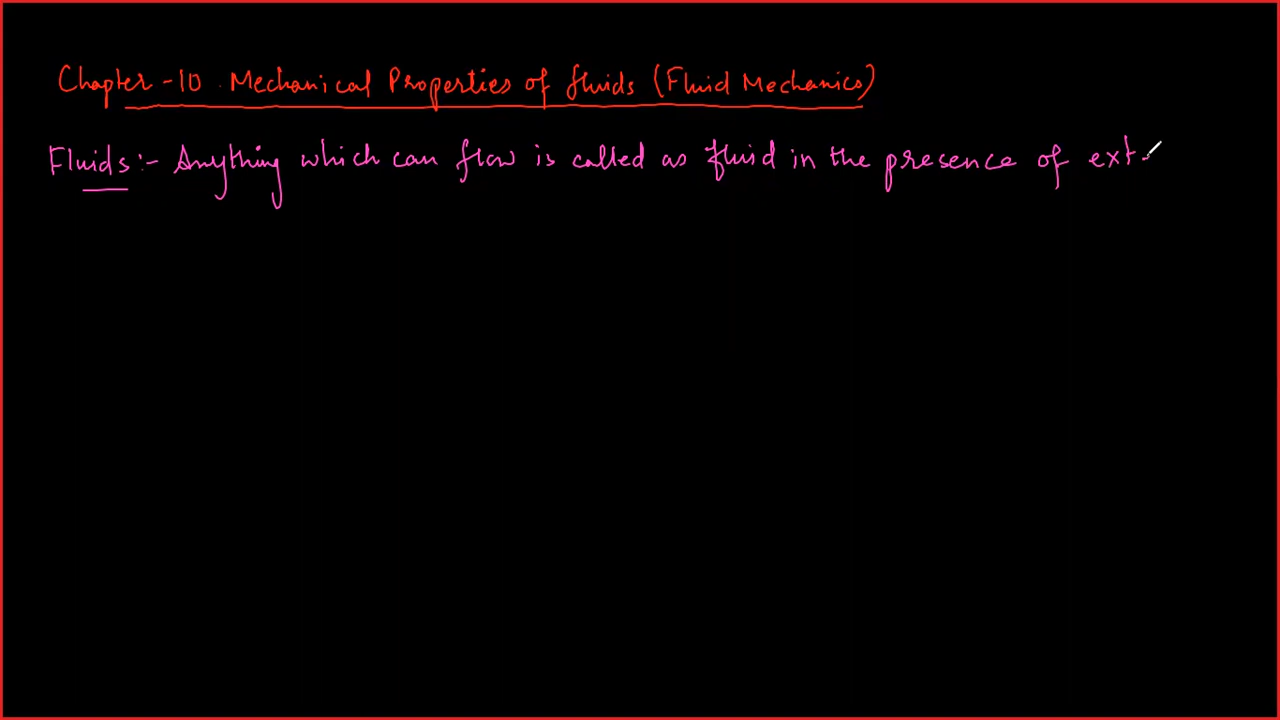 Chapter-10. Mechanical Properties of fluids (Fluid Mechanics)
Fluids:- Anything which can flow is called as fluid in the presence of ext-